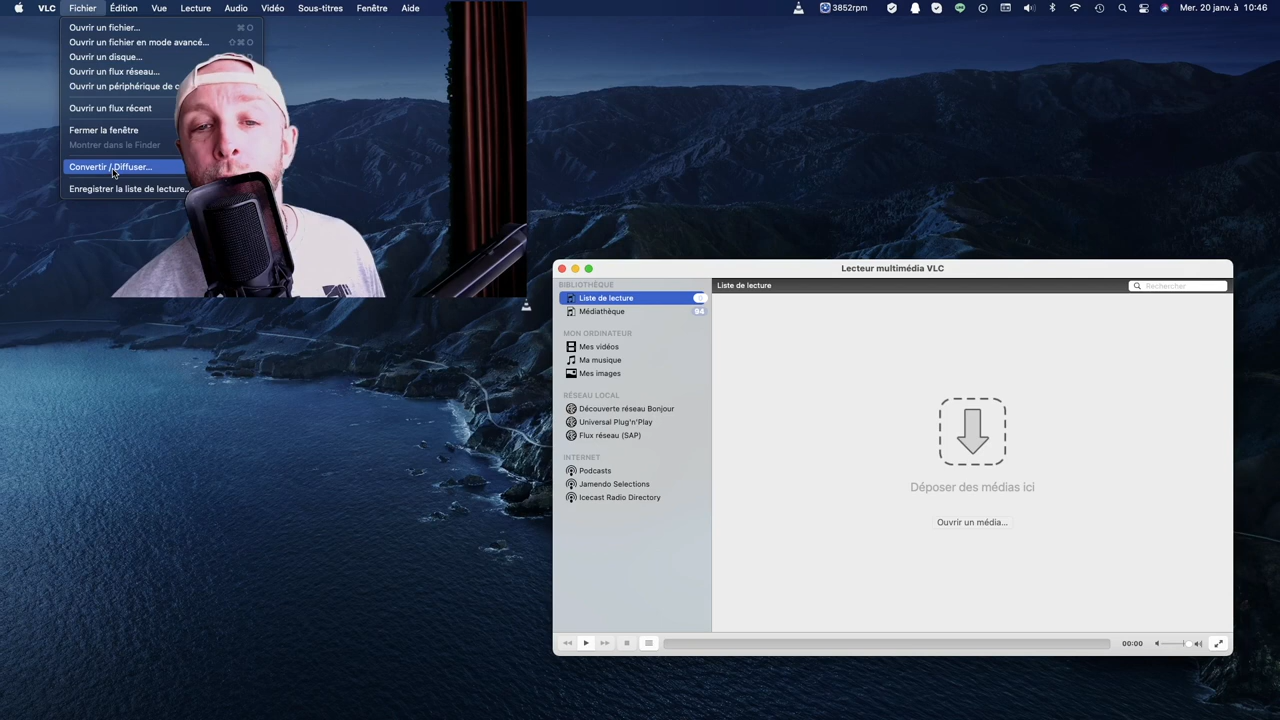 VLC Fichier Édition Vue Lecture Audio Vidéo Sous-titres Fenêtre Aide 3852rpm Mer. 20 janv. à 10:46
Ouvrir un fichier... ⌘ O
Ouvrir un fichier en mode avancé... ⇧ ⌘ O
Ouvrir un disque...
Ouvrir un flux réseau...
Ouvrir un périphérique de
Ouvrir un flux récent
Fermer la fenêtre
Montrer dans le Finder
Convertir / Diffuser...
Enregistrer la liste de lecture...
Lecteur multimédia VLC
BIBLIOTHÈQUE
Liste de lecture
Médiathèque 94
MON ORDINATEUR
Mes vidéos
Ma musique
Mes images
RÉSEAU LOCAL
Découverte réseau Bonjour
Universal Plug'n'Play
Flux réseau (SAP)
INTERNET
Podcasts
Jamendo Selections
Icecast Radio Directory
Liste de lecture
Rechercher
Déposer des médias ici
Ouvrir un média...
00:00